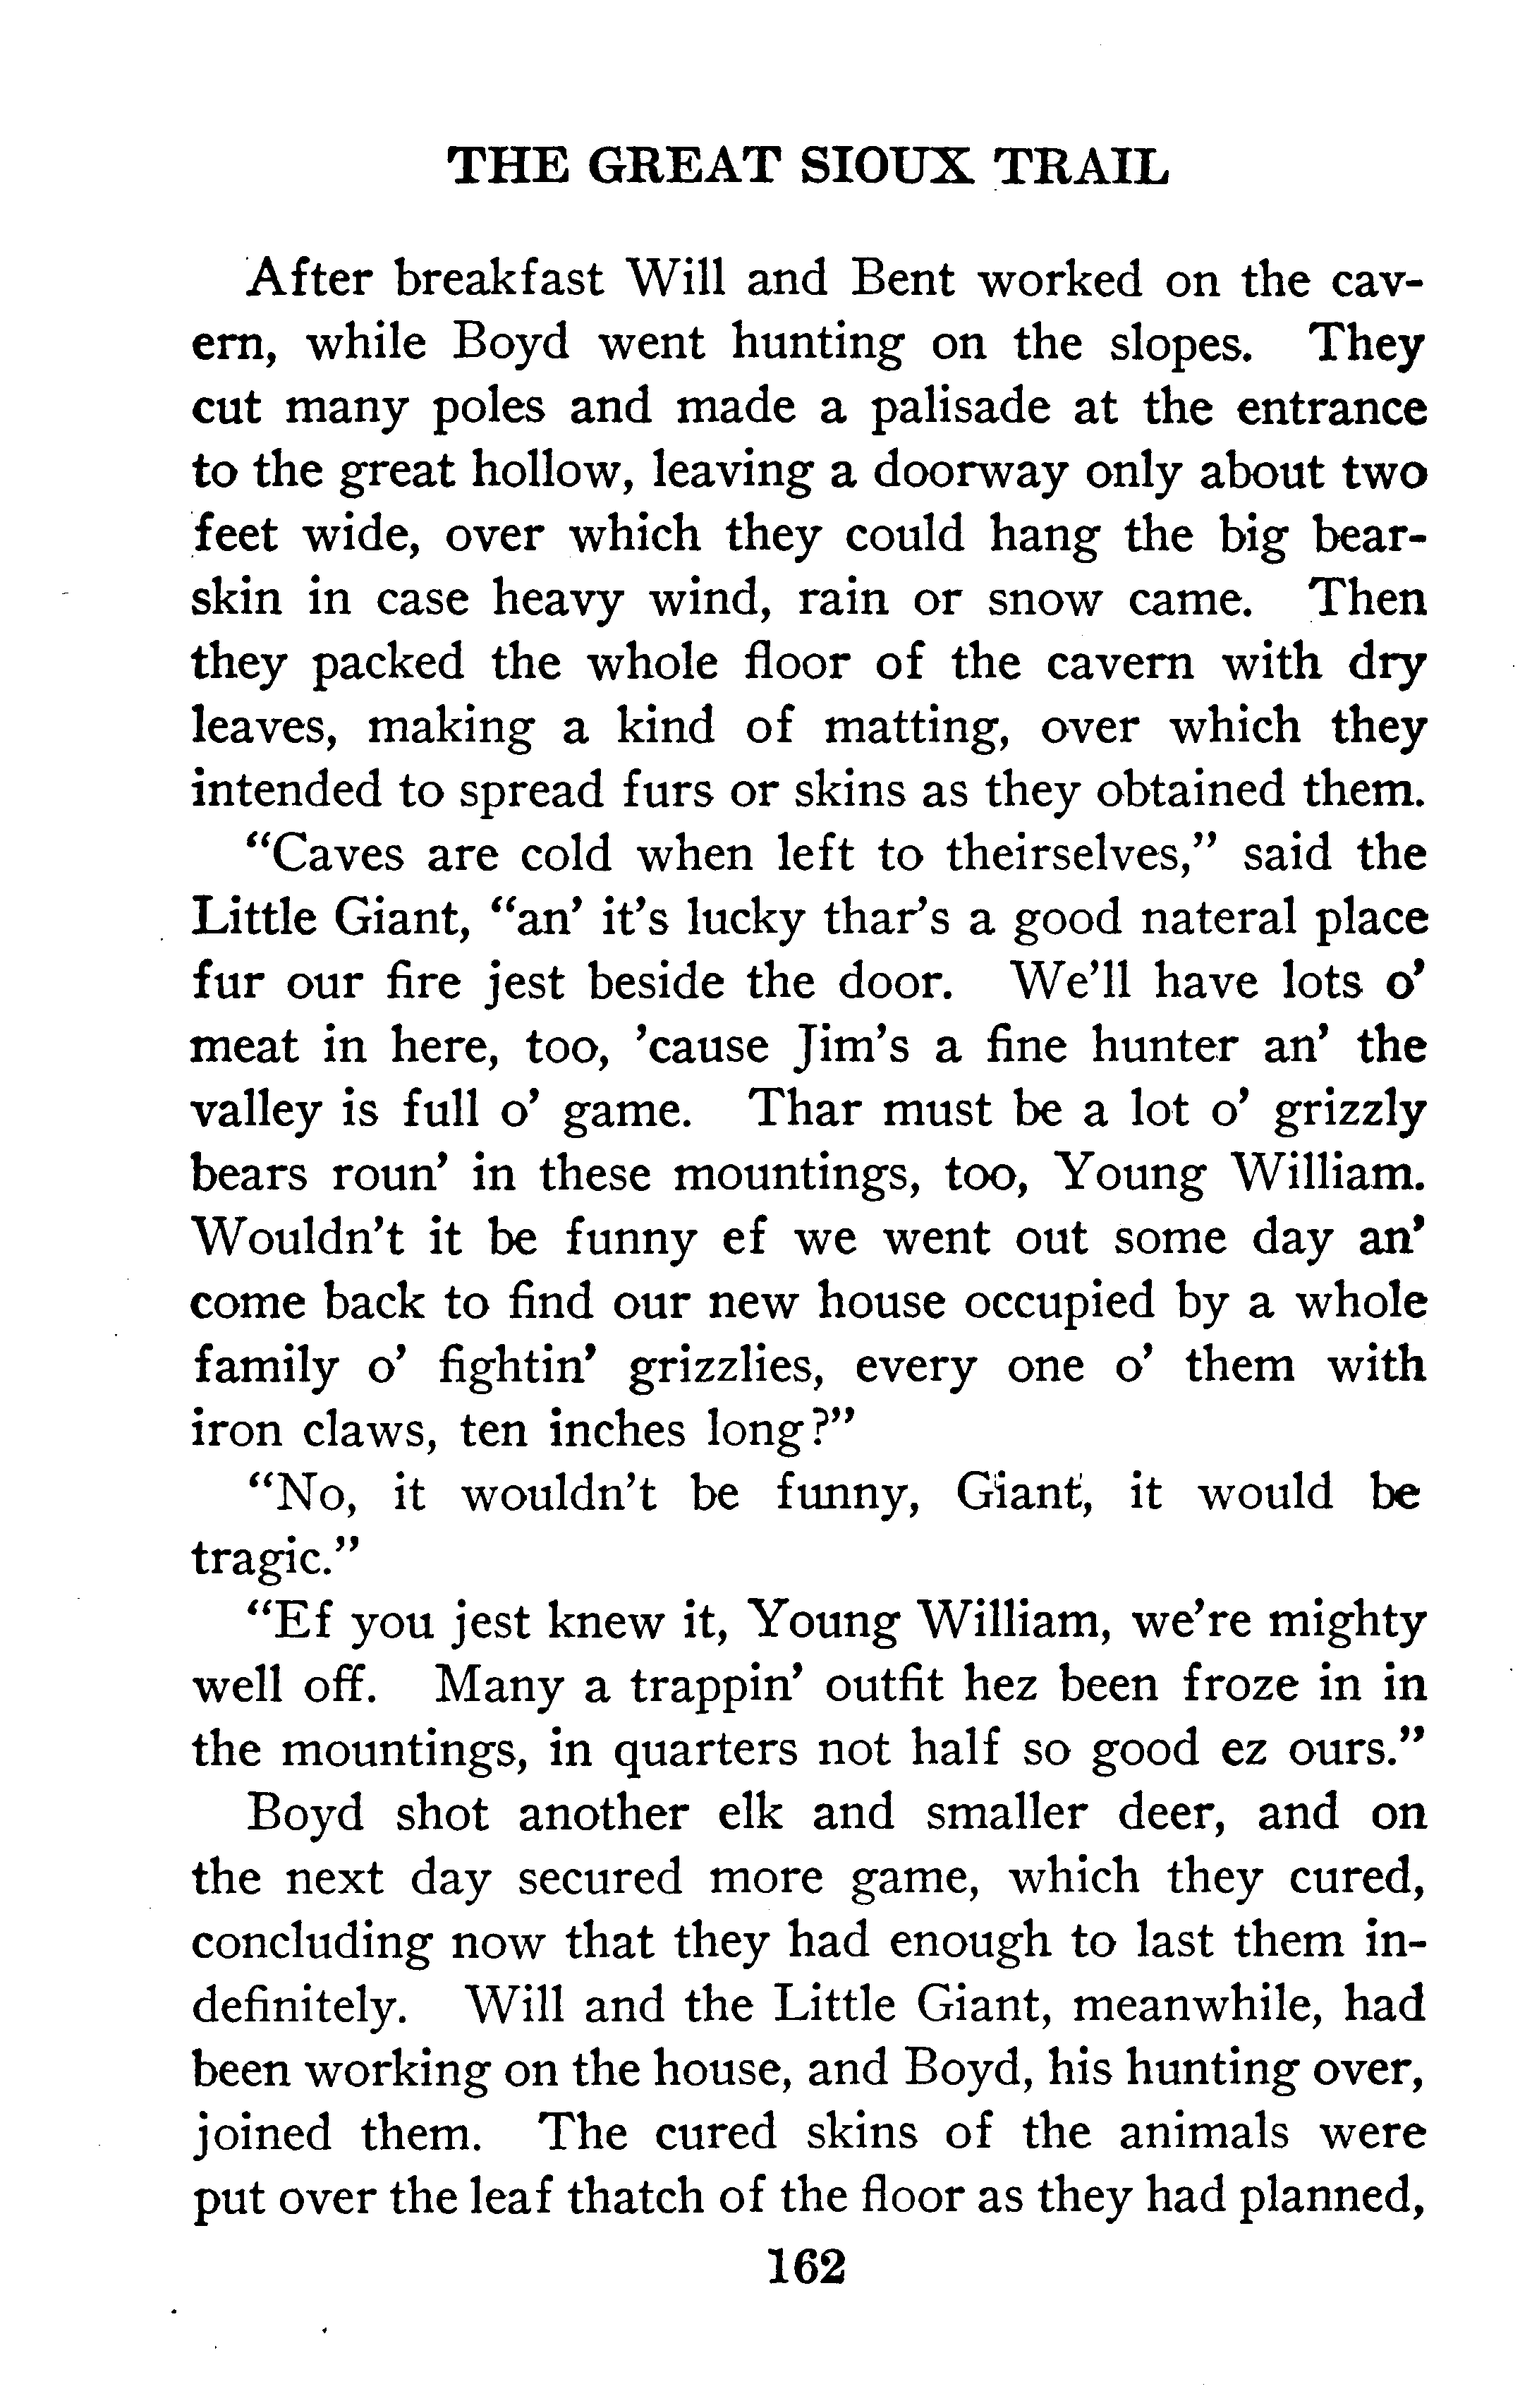 THE GREAT SIOUX TRAIL
After breakfast Will and Bent worked on the cav-
ern, while Boyd went hunting on the slopes. They
cut many poles and made a palisade at the entrance
to the great hollow, leaving a doorway only about two
feet wide, over which they could hang the big bear-
skin in case heavy wind, rain or snow came. Then
they packed the whole floor of the cavern with dry
leaves, making a kind of matting, over which they
intended to spread furs or skins as they obtained them.
“Caves are cold when left to theirselves,” said the
Little Giant, “an’ it’s lucky thar’s a good nateral place
fur our fire jest beside the door. We’ll have lots o’
meat in here, too, ’cause Jim’s a fine hunter an’ the
valley is full o’ game. Thar must be a lot o’ grizzly
bears roun’ in these mountings, too, Young William.
Wouldn’t it be funny ef we went out some day an’
come back to find our new house occupied by a whole
family o’ fightin’ grizzlies, every one o’ them with
iron claws, ten inches long?”
“No, it wouldn’t be funny, Giant, it would be
tragic.”
“Ef you jest knew it, Young William, we’re mighty
well off. Many a trappin’ outfit hez been froze in in
the mountings, in quarters not half so good ez ours.”
Boyd shot another elk and smaller deer, and on
the next day secured more game, which they cured,
concluding now that they had enough to last them in-
definitely. Will and the Little Giant, meanwhile, had
been working on the house, and Boyd, his hunting over,
joined them. The cured skins of the animals were
put over the leaf thatch of the floor as they had planned,
162